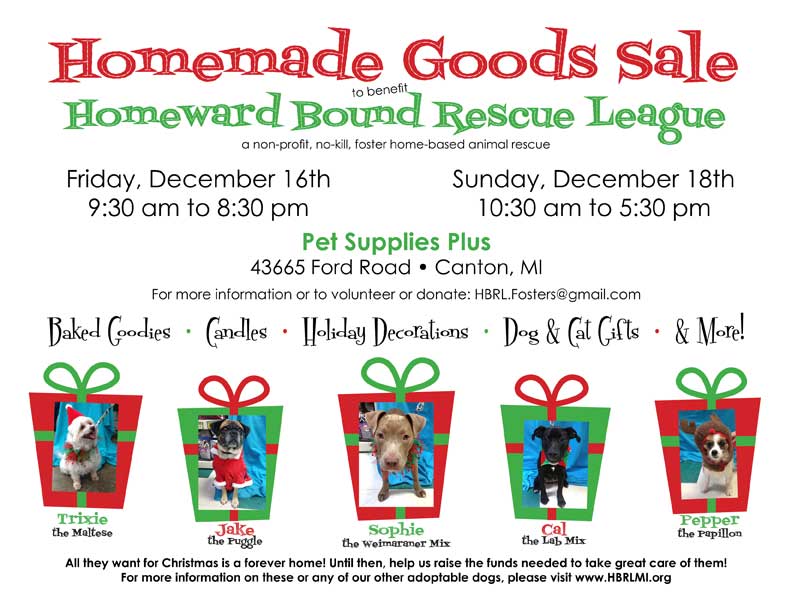 Homemade Goods Sale
to benefit
Homeward Bound Rescue League
a non-profit, no-kill, foster home-based animal rescue
Friday, December 16th
9:30 am to 8:30 pm
Sunday, December 18th
10:30 am to 5:30 pm
Pet Supplies Plus
43665 Ford Road • Canton, MI
For more information or to volunteer or donate: HBRL.Fosters@gmail.com
Baked Goodies • Candles • Holiday Decorations • Dog & Cat Gifts • & More!
Trixie
the Maltese
Jake
the Puggle
Sophie
the Weimaraner Mix
Cal
the Lab Mix
Pepper
the Papillon
All they want for Christmas is a forever home! Until then, help us raise the funds needed to take great care of them!
For more information on these or any of our other adoptable dogs, please visit www.HBRLMI.org